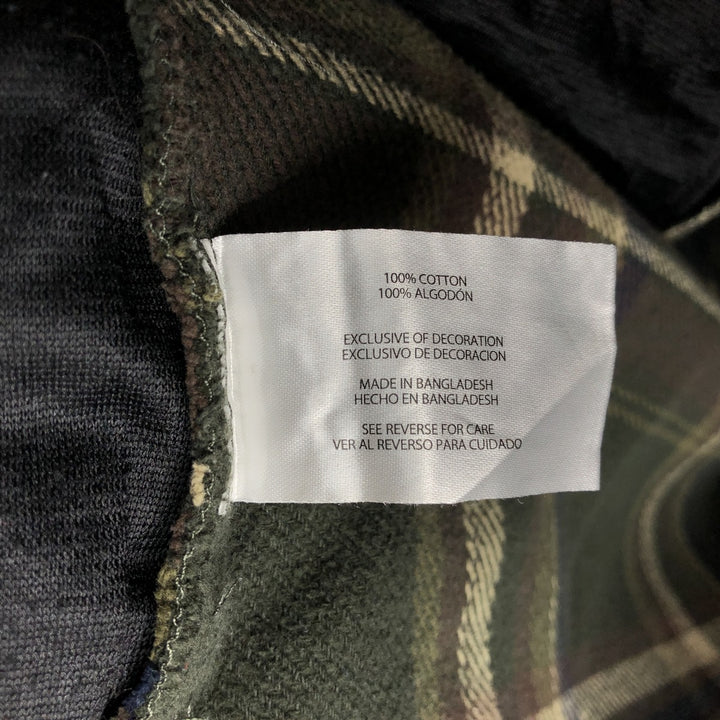 100% COTTON
100% ALGODÓN
EXCLUSIVE OF DECORATION
EXCLUSIVO DE DECORACION
MADE IN BANGLADESH
HECHO EN BANGLADESH
SEE REVERSE FOR CARE
VER AL REVERSO PARA CUIDADO